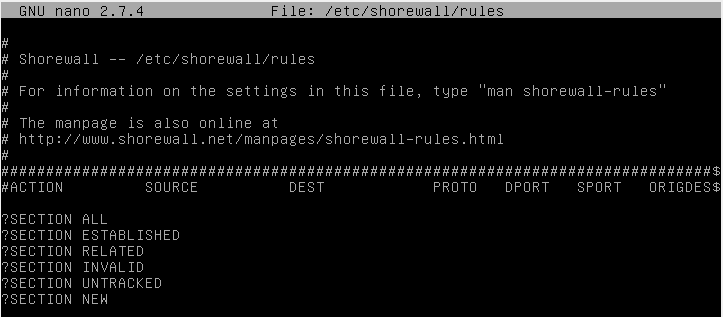 GNU nano 2.7.4 File: /etc/shorewall/rules
#
# Shorewall -- /etc/shorewall/rules
#
# For information on the settings in this file, type "man shorewall-rules"
#
# The manpage is also online at
# http://www.shorewall.net/manpages/shorewall-rules.html
#
###############################################################################$
#ACTION SOURCE DEST PROTO DPORT SPORT ORIGDES$
?SECTION ALL
?SECTION ESTABLISHED
?SECTION RELATED
?SECTION INVALID
?SECTION UNTRACKED
?SECTION NEW